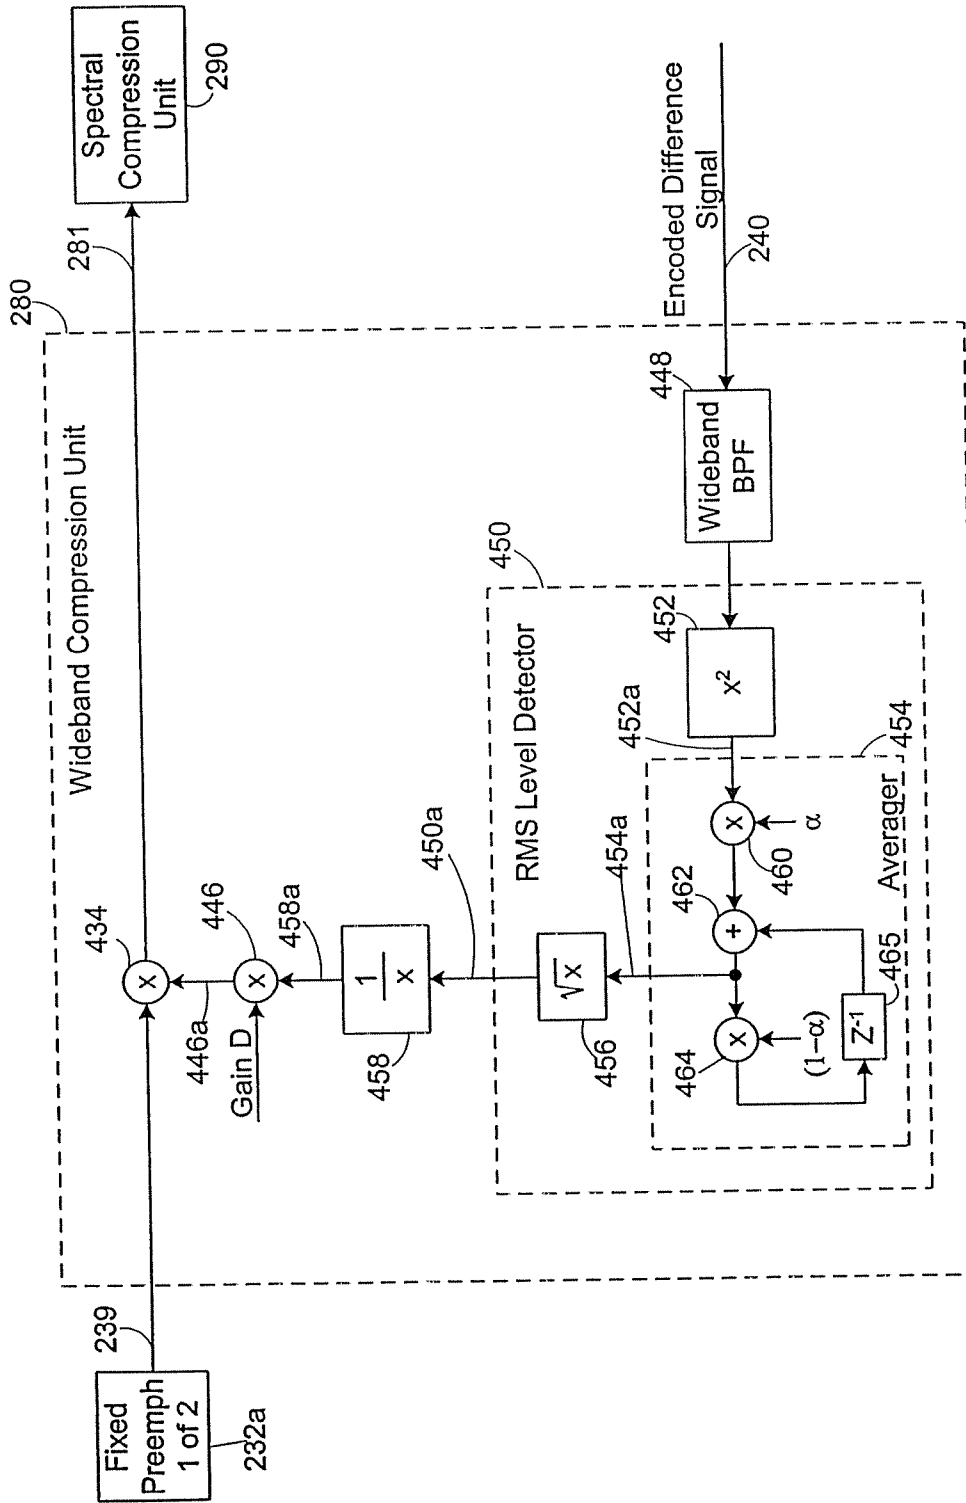 280
Wideband Compression Unit
Fixed
Preemph
1 of 2
232a
239
434
281
Spectral
Compression
Unit
290
446a
446
Gain D
458a
1
x
458
450a
RMS Level Detector
450
√x
456
454a
464
X
(1–α)
Z⁻¹
465
462
+
X
460
α
Averager
454
452a
452
x²
448
Wideband
BPF
Encoded Difference
Signal
240
X
X